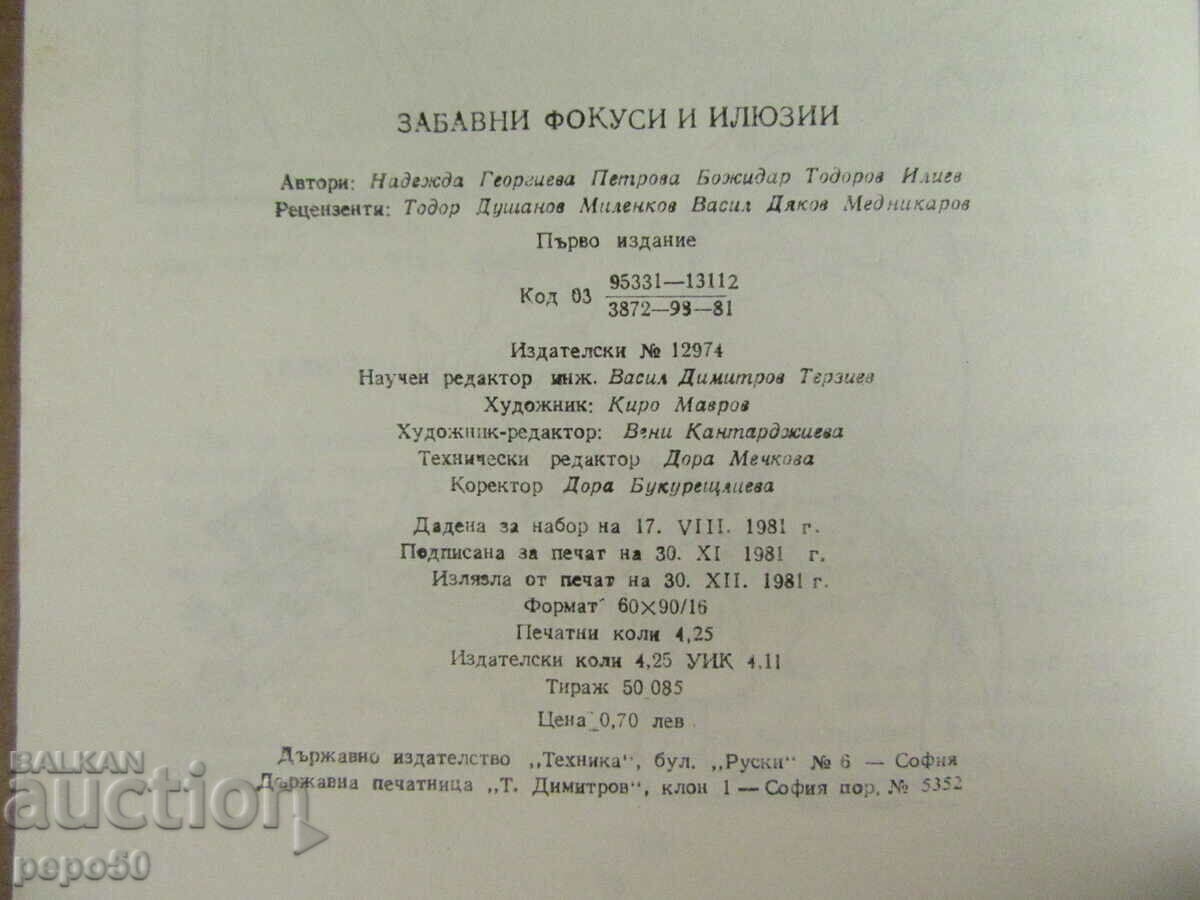 ЗАБАВНИ ФОКУСИ И ИЛЮЗИИ
Автори: Надежда Георгиева Петрова Божидар Тодоров Илиев
Рецензенти: Тодор Душанов Миленков Васил Дяков Медникаров
Първо издание
Код 03 95331—13112
3872—93—81
Издателски № 12974
Научен редактор инж. Васил Димитров Терзиев
Художник: Киро Мавров
Художник-редактор: Вени Кантарджиева
Технически редактор Дора Мечкова
Коректор Дора Букурещлиева
Дадена за набор на 17. VIII. 1981 г.
Подписана за печат на 30. XI 1981 г.
Излязла от печат на 30. XII. 1981 г.
Формат 60×90/16
Печатни коли 4,25
Издателски коли 4,25 УИК 4.11
Тираж 50 085
Цена 0,70 лев
Държавно издателство „Техника“, бул. „Руски“ № 6 — София
Държавна печатница „Т. Димитров“, клон 1 — София пор. № 5352
BALKAN
auction
pepo50